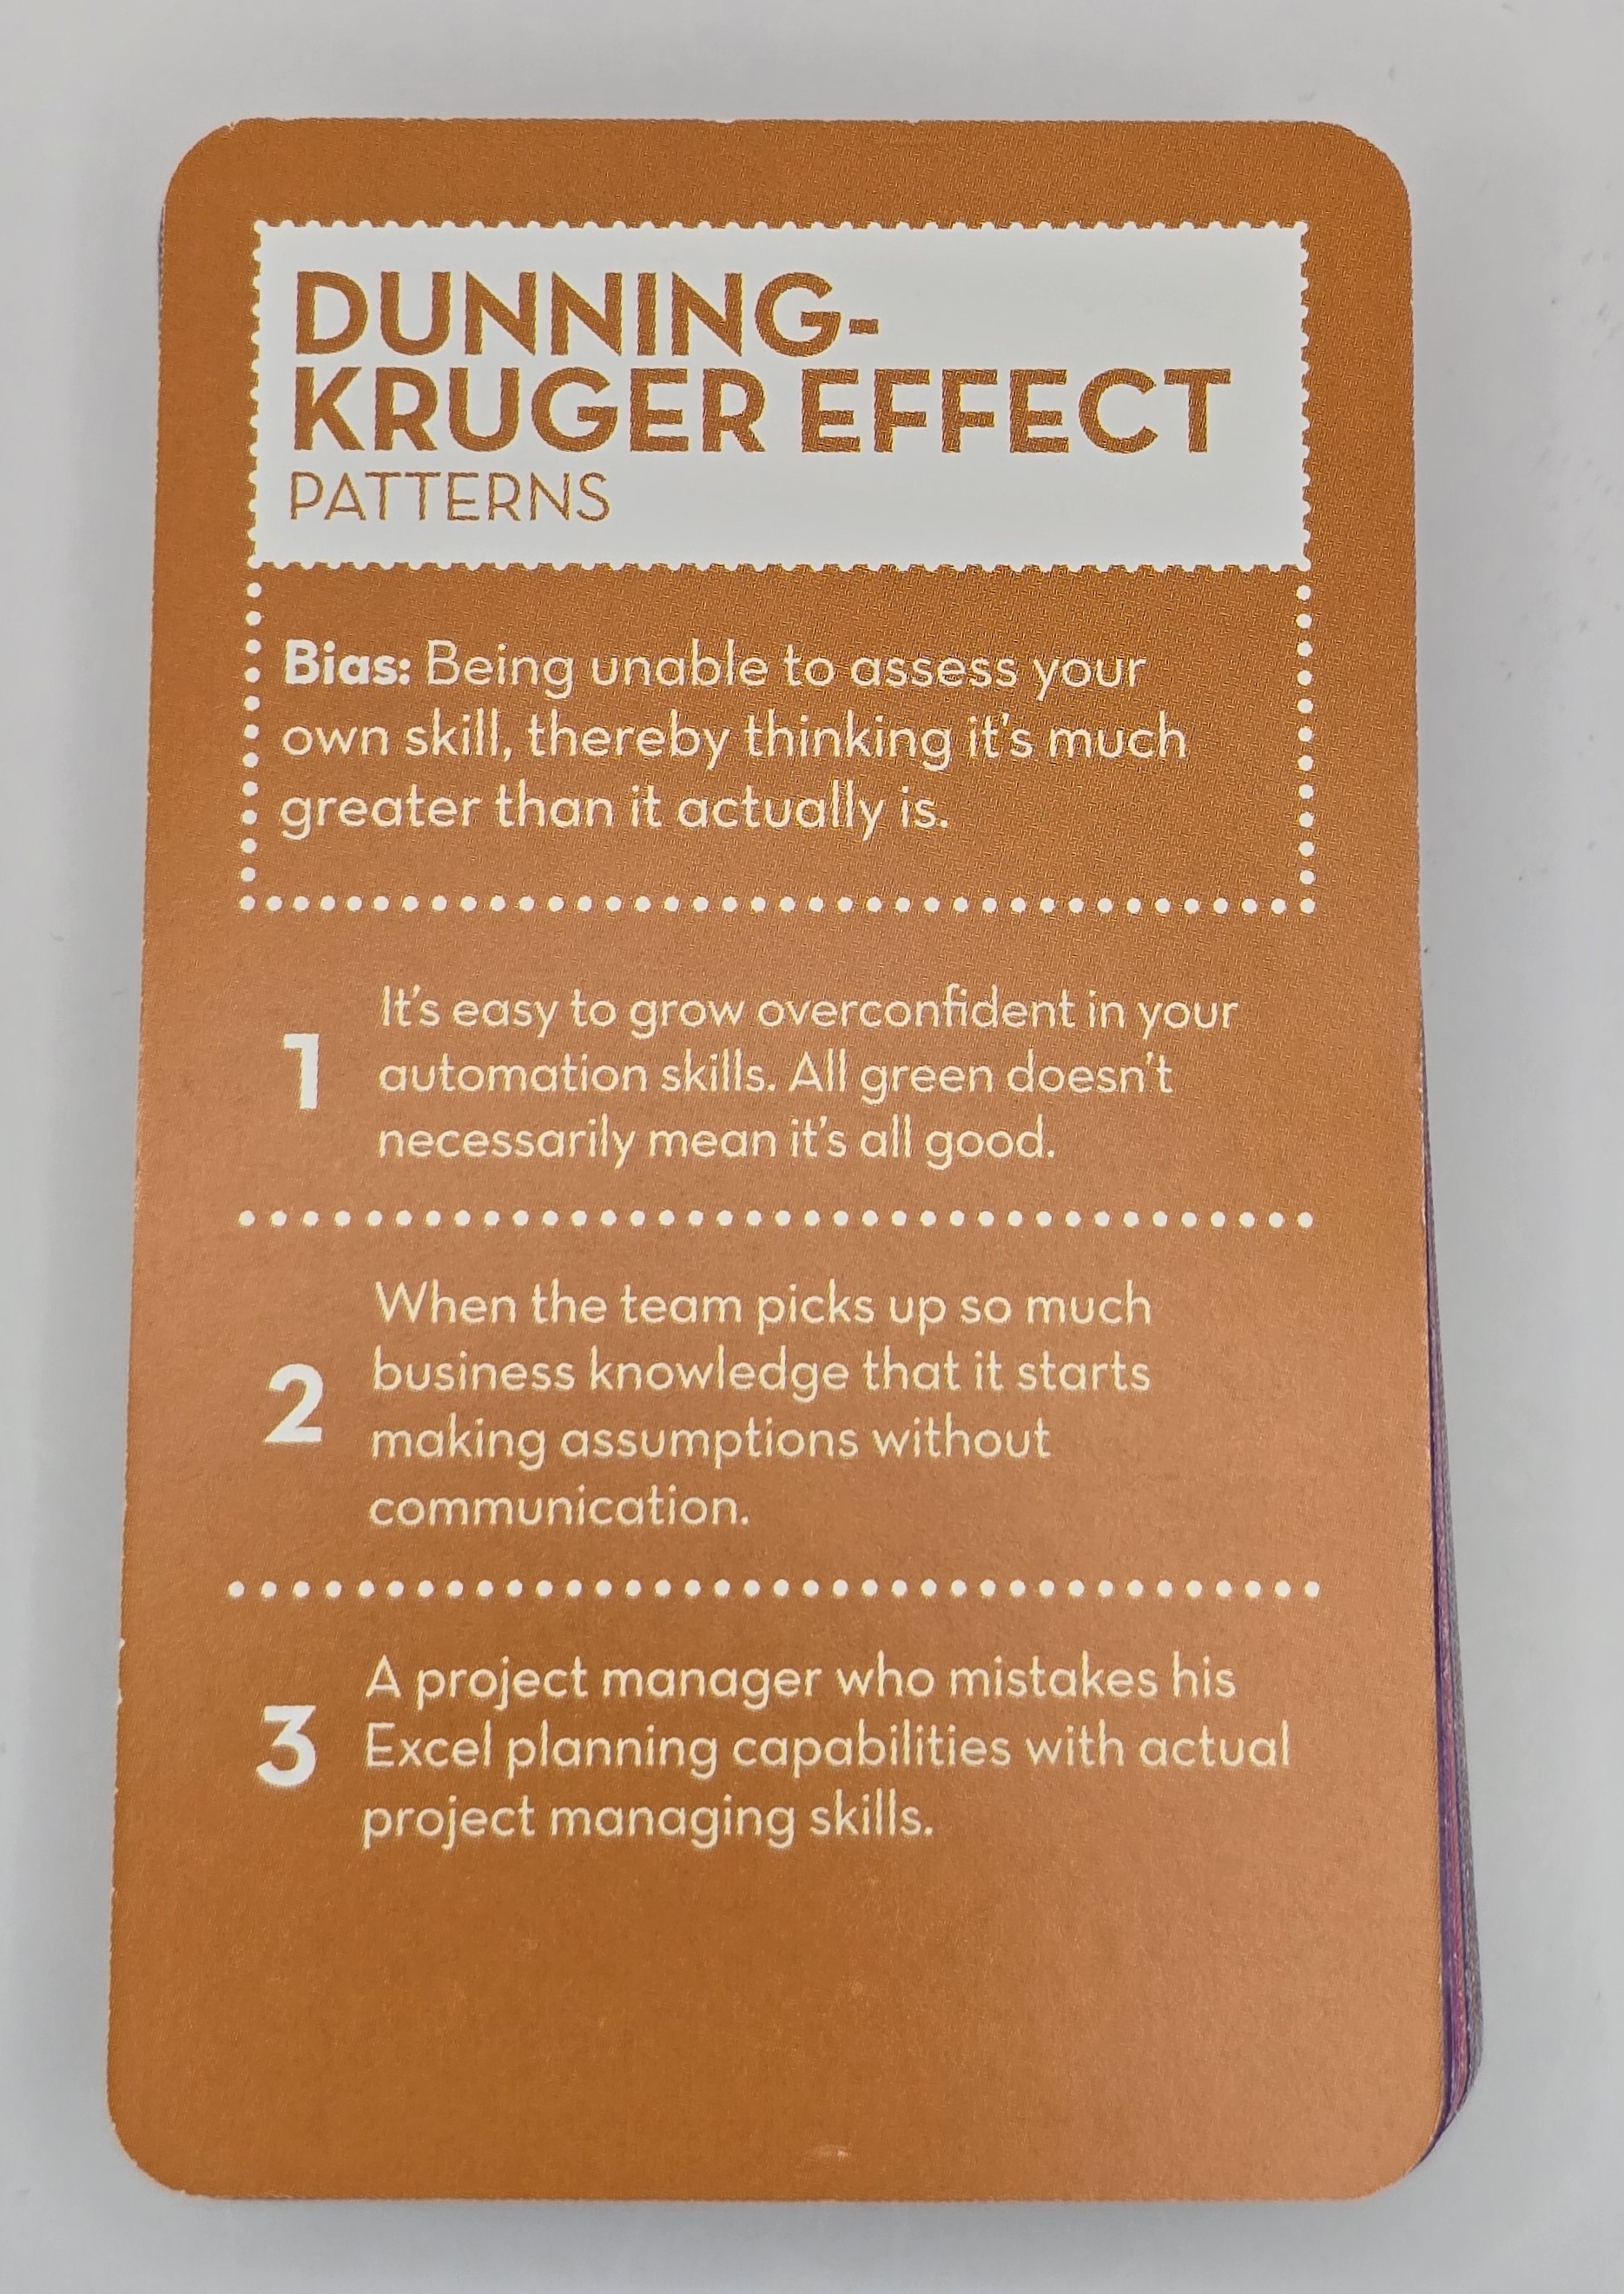 DUNNING-
KRUGER EFFECT
PATTERNS
Bias: Being unable to assess your
own skill, thereby thinking it's much
greater than it actually is.
1
It's easy to grow overconfident in your
automation skills. All green doesn't
necessarily mean it's all good.
2
When the team picks up so much
business knowledge that it starts
making assumptions without
communication.
3
A project manager who mistakes his
Excel planning capabilities with actual
project managing skills.